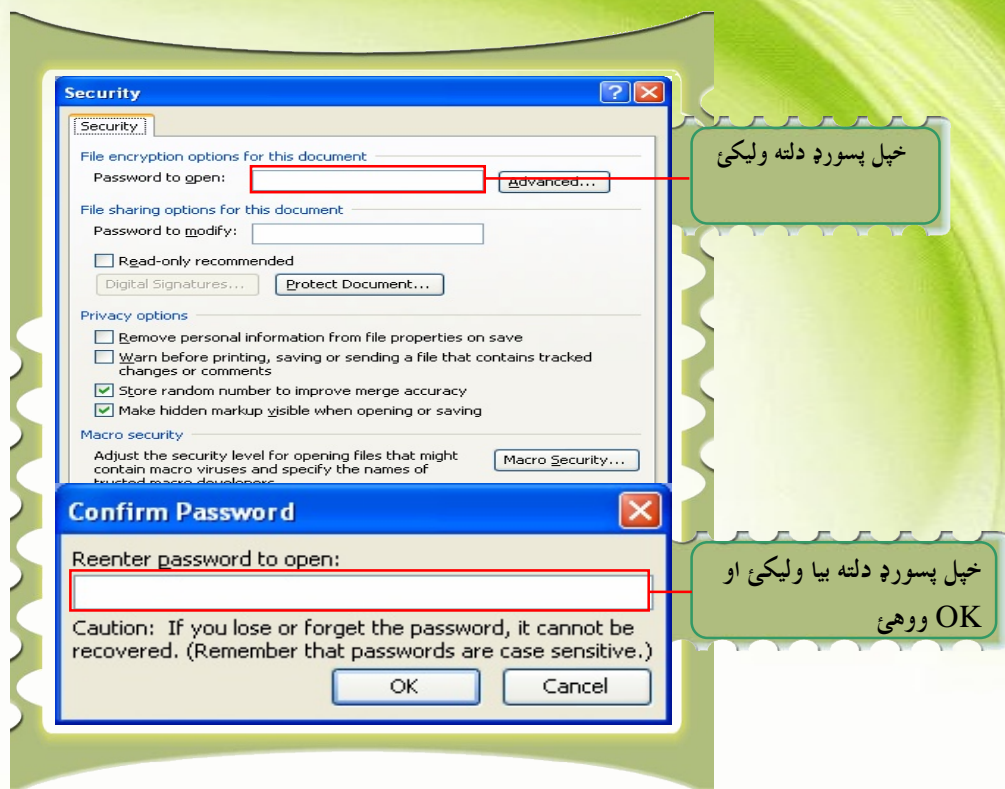 Security
Security
File encryption options for this document
Password to open:
Advanced...
خپل پسورډ دلته وليکئ
File sharing options for this document
Password to modify:
Read-only recommended
Digital Signatures...
Protect Document...
Privacy options
Remove personal information from file properties on save
Warn before printing, saving or sending a file that contains tracked
changes or comments
Store random number to improve merge accuracy
Make hidden markup visible when opening or saving
Macro security
Adjust the security level for opening files that might
contain macro viruses and specify the names of
trusted macro developers.
Macro Security...
Confirm Password
Reenter password to open:
خپل پسورډ دلته بيا وليکئ او
OK ووهئ
Caution: If you lose or forget the password, it cannot be
recovered. (Remember that passwords are case sensitive.)
OK
Cancel